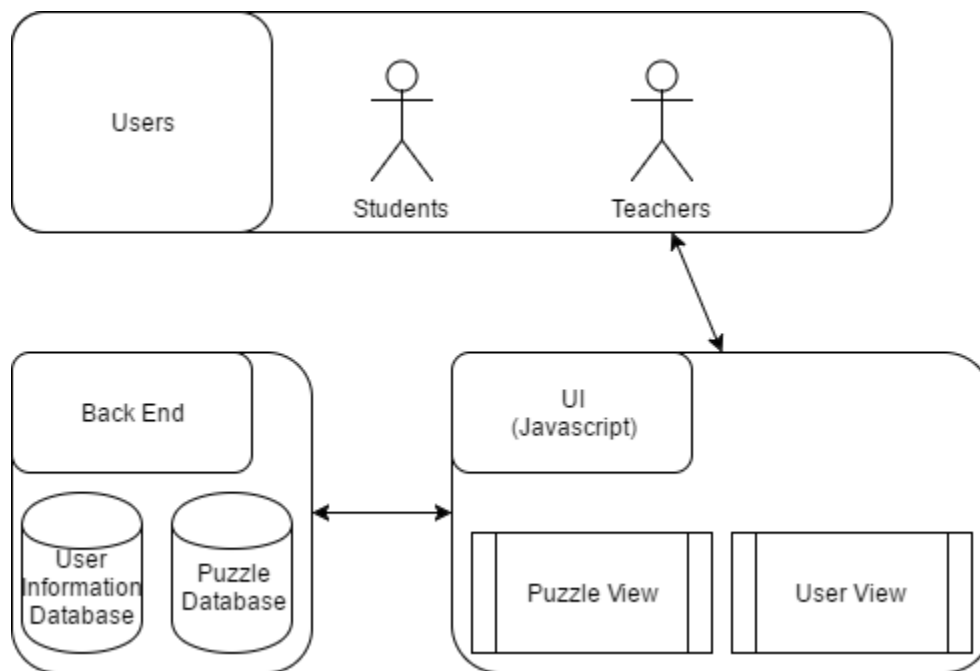 Users
Students
Teachers
Back End
UI
(Javascript)
User
Information
Database
Puzzle
Database
Puzzle View
User View